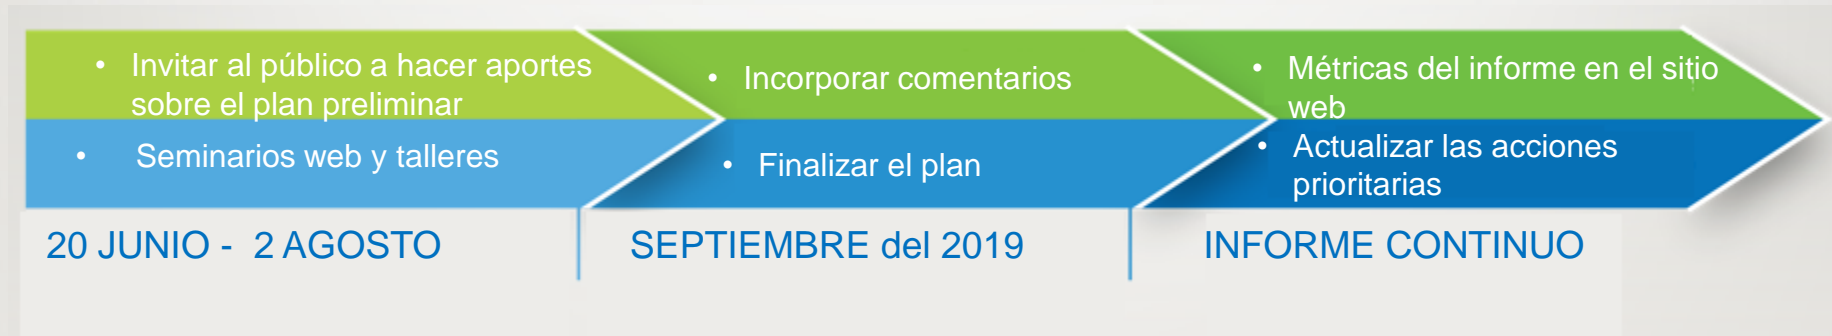 • Invitar al público a hacer aportes
sobre el plan preliminar
• Seminarios web y talleres
20 JUNIO - 2 AGOSTO
• Incorporar comentarios
• Finalizar el plan
SEPTIEMBRE del 2019
• Métricas del informe en el sitio
web
• Actualizar las acciones
prioritarias
INFORME CONTINUO